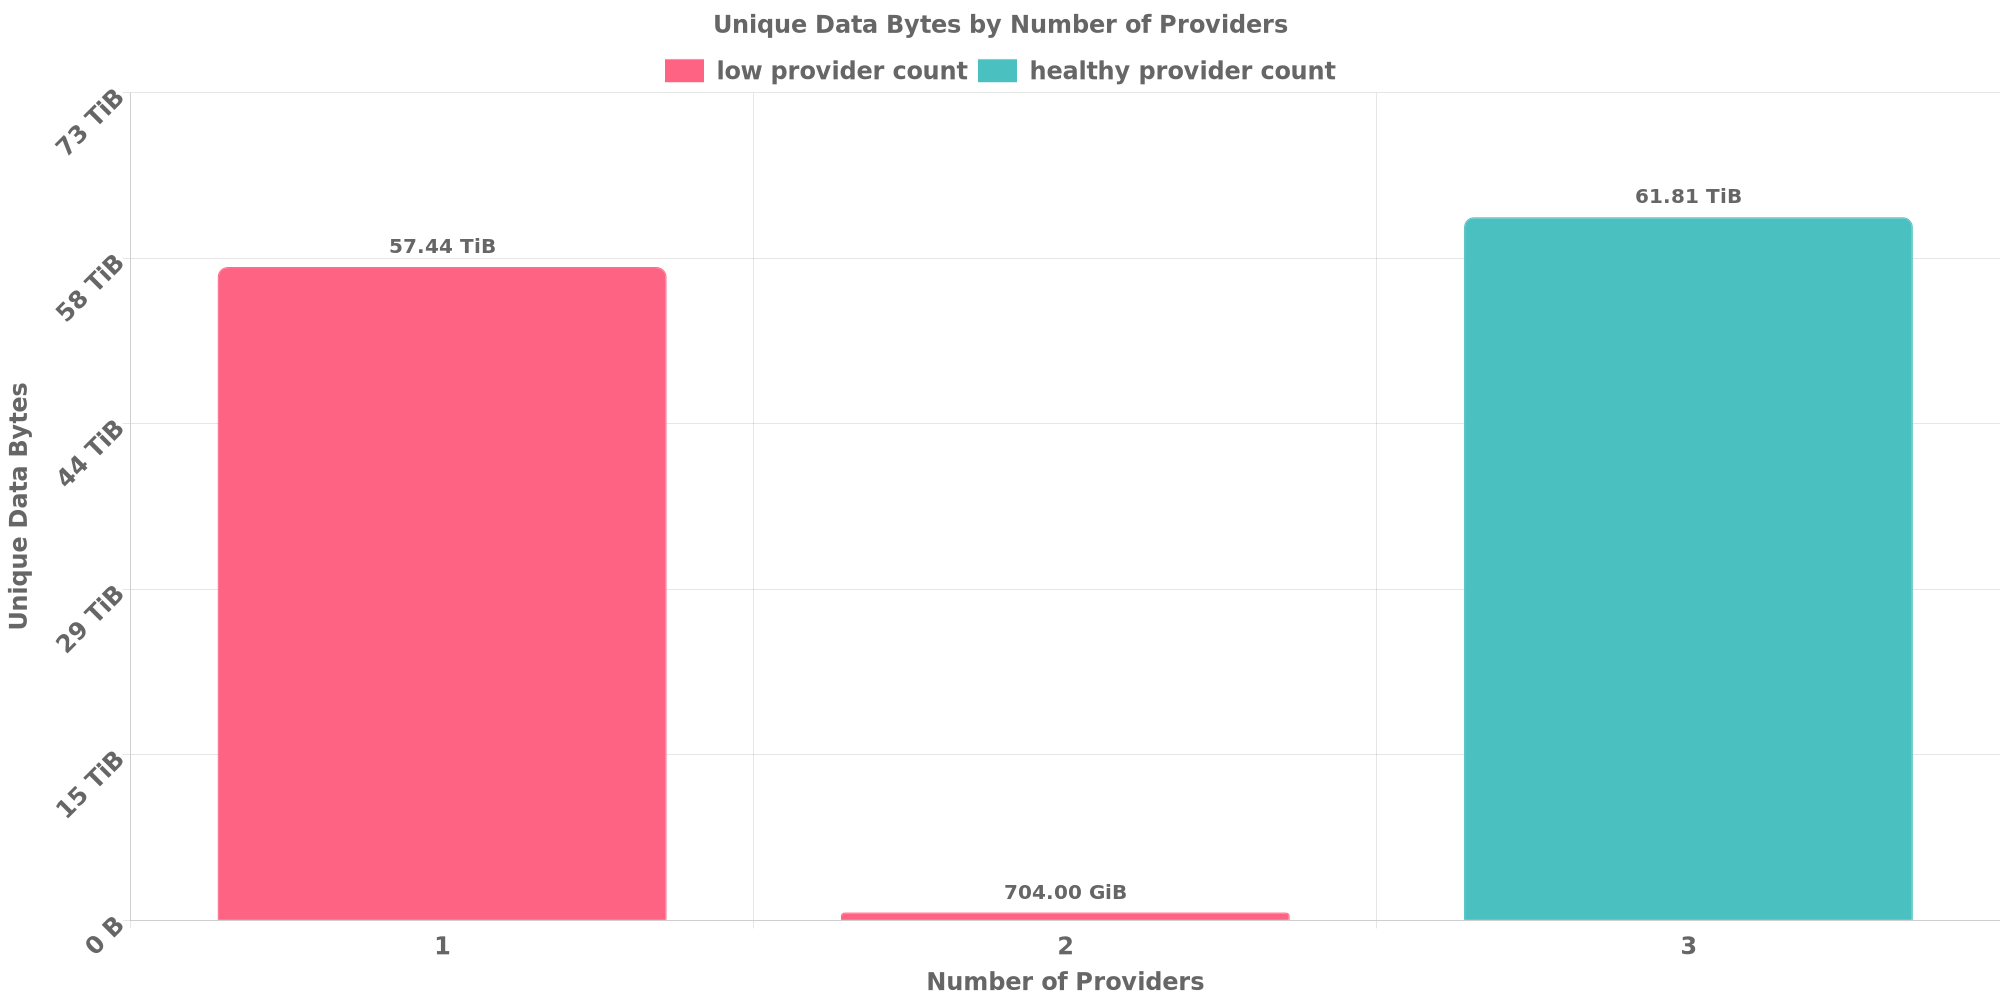 Unique Data Bytes by Number of Providers
low provider count healthy provider count
73 TiB
58 TiB
44 TiB
29 TiB
15 TiB
0 B
Unique Data Bytes
57.44 TiB
704.00 GiB
61.81 TiB
1 2 3
Number of Providers